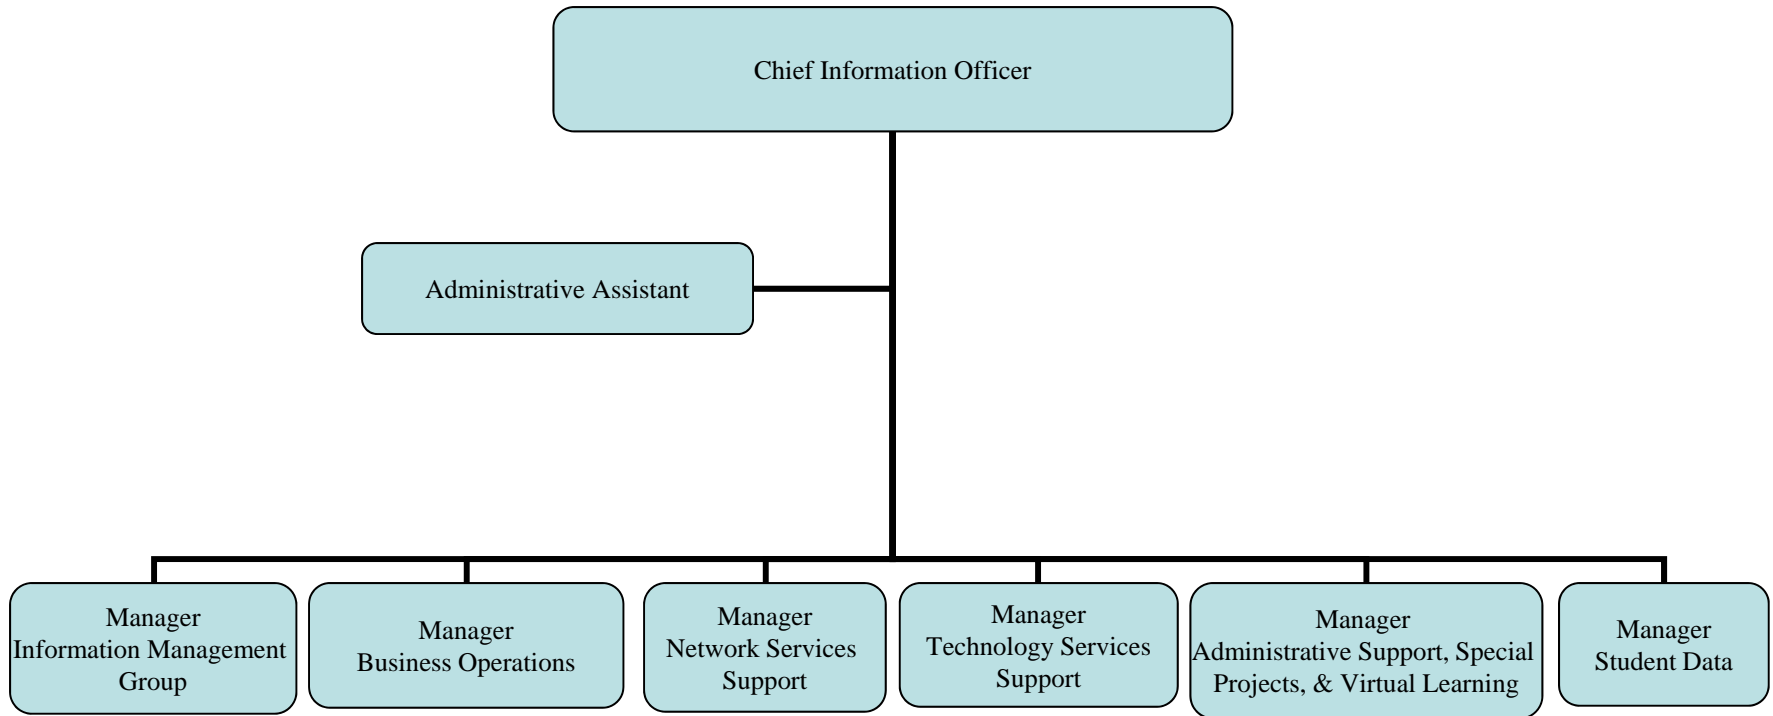 Chief Information Officer
Administrative Assistant
Manager
Information Management
Group
Manager
Business Operations
Manager
Network Services
Support
Manager
Technology Services
Support
Manager
Administrative Support, Special
Projects, & Virtual Learning
Manager
Student Data